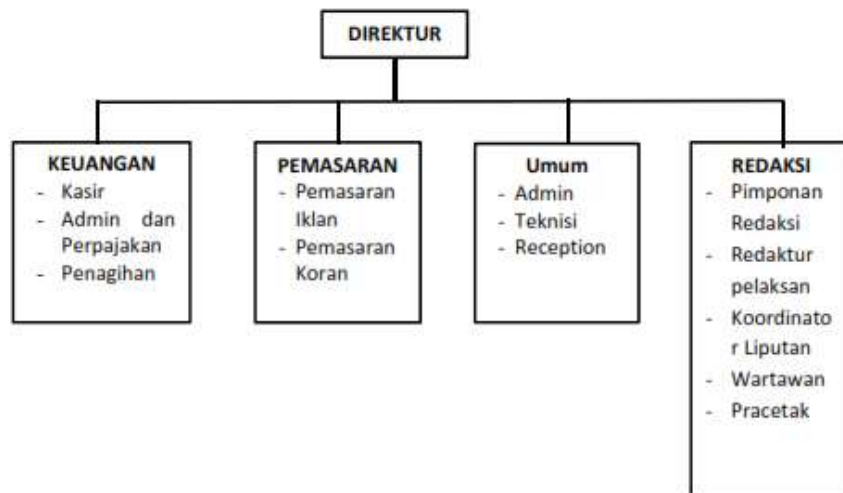 DIREKTUR
KEUANGAN
- Kasir
- Admin dan
Perpajakan
- Penagihan
PEMASARAN
- Pemasaran
Iklan
- Pemasaran
Koran
Umum
- Admin
- Teknisi
- Reception
REDAKSI
- Pimponan
Redaksi
- Redaktur
pelaksan
- Koordinato
r Liputan
- Wartawan
- Pracetak